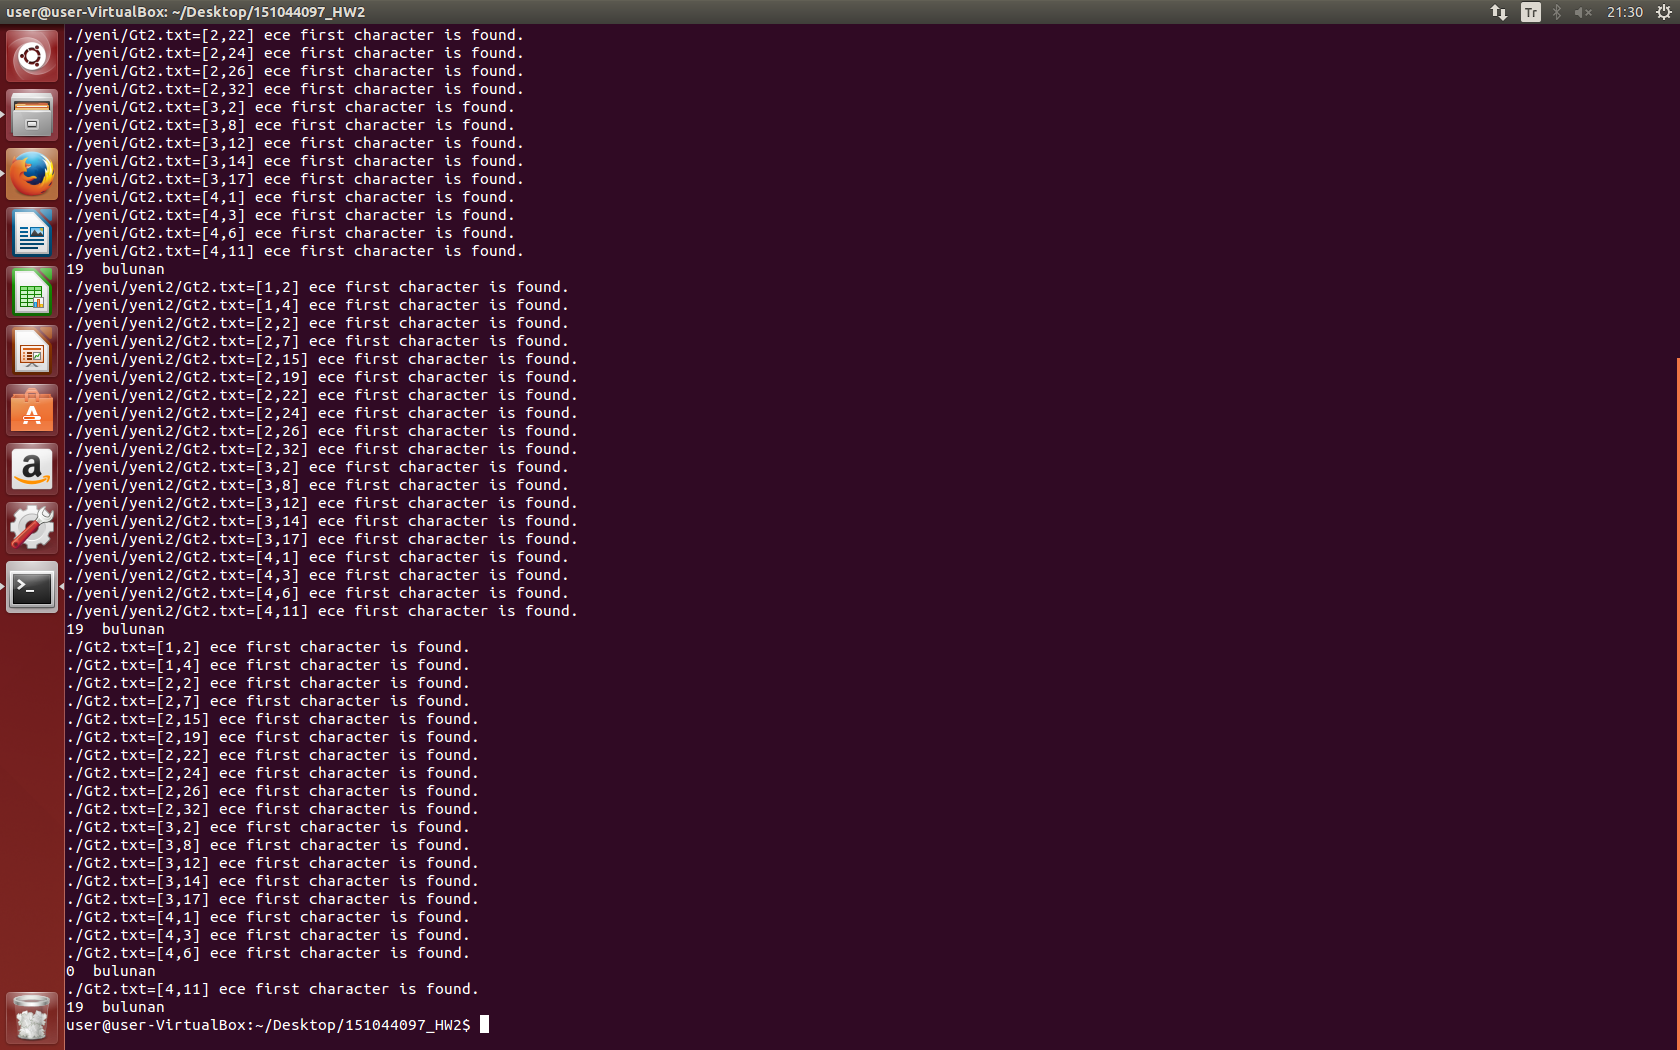 user@user-VirtualBox: ~/Desktop/151044097_HW2
Tr
21:30
./yeni/Gt2.txt=[2,22] ece first character is found.
./yeni/Gt2.txt=[2,24] ece first character is found.
./yeni/Gt2.txt=[2,26] ece first character is found.
./yeni/Gt2.txt=[2,32] ece first character is found.
./yeni/Gt2.txt=[3,2] ece first character is found.
./yeni/Gt2.txt=[3,8] ece first character is found.
./yeni/Gt2.txt=[3,12] ece first character is found.
./yeni/Gt2.txt=[3,14] ece first character is found.
./yeni/Gt2.txt=[3,17] ece first character is found.
./yeni/Gt2.txt=[4,1] ece first character is found.
./yeni/Gt2.txt=[4,3] ece first character is found.
./yeni/Gt2.txt=[4,6] ece first character is found.
./yeni/Gt2.txt=[4,11] ece first character is found.
19  bulunan
./yeni/yeni2/Gt2.txt=[1,2] ece first character is found.
./yeni/yeni2/Gt2.txt=[1,4] ece first character is found.
./yeni/yeni2/Gt2.txt=[2,2] ece first character is found.
./yeni/yeni2/Gt2.txt=[2,7] ece first character is found.
./yeni/yeni2/Gt2.txt=[2,15] ece first character is found.
./yeni/yeni2/Gt2.txt=[2,19] ece first character is found.
./yeni/yeni2/Gt2.txt=[2,22] ece first character is found.
./yeni/yeni2/Gt2.txt=[2,24] ece first character is found.
./yeni/yeni2/Gt2.txt=[2,26] ece first character is found.
./yeni/yeni2/Gt2.txt=[2,32] ece first character is found.
./yeni/yeni2/Gt2.txt=[3,2] ece first character is found.
./yeni/yeni2/Gt2.txt=[3,8] ece first character is found.
./yeni/yeni2/Gt2.txt=[3,12] ece first character is found.
./yeni/yeni2/Gt2.txt=[3,14] ece first character is found.
./yeni/yeni2/Gt2.txt=[3,17] ece first character is found.
./yeni/yeni2/Gt2.txt=[4,1] ece first character is found.
./yeni/yeni2/Gt2.txt=[4,3] ece first character is found.
./yeni/yeni2/Gt2.txt=[4,6] ece first character is found.
./yeni/yeni2/Gt2.txt=[4,11] ece first character is found.
19  bulunan
./Gt2.txt=[1,2] ece first character is found.
./Gt2.txt=[1,4] ece first character is found.
./Gt2.txt=[2,2] ece first character is found.
./Gt2.txt=[2,7] ece first character is found.
./Gt2.txt=[2,15] ece first character is found.
./Gt2.txt=[2,19] ece first character is found.
./Gt2.txt=[2,22] ece first character is found.
./Gt2.txt=[2,24] ece first character is found.
./Gt2.txt=[2,26] ece first character is found.
./Gt2.txt=[2,32] ece first character is found.
./Gt2.txt=[3,2] ece first character is found.
./Gt2.txt=[3,8] ece first character is found.
./Gt2.txt=[3,12] ece first character is found.
./Gt2.txt=[3,14] ece first character is found.
./Gt2.txt=[3,17] ece first character is found.
./Gt2.txt=[4,1] ece first character is found.
./Gt2.txt=[4,3] ece first character is found.
./Gt2.txt=[4,6] ece first character is found.
0  bulunan
./Gt2.txt=[4,11] ece first character is found.
19  bulunan
user@user-VirtualBox:~/Desktop/151044097_HW2$